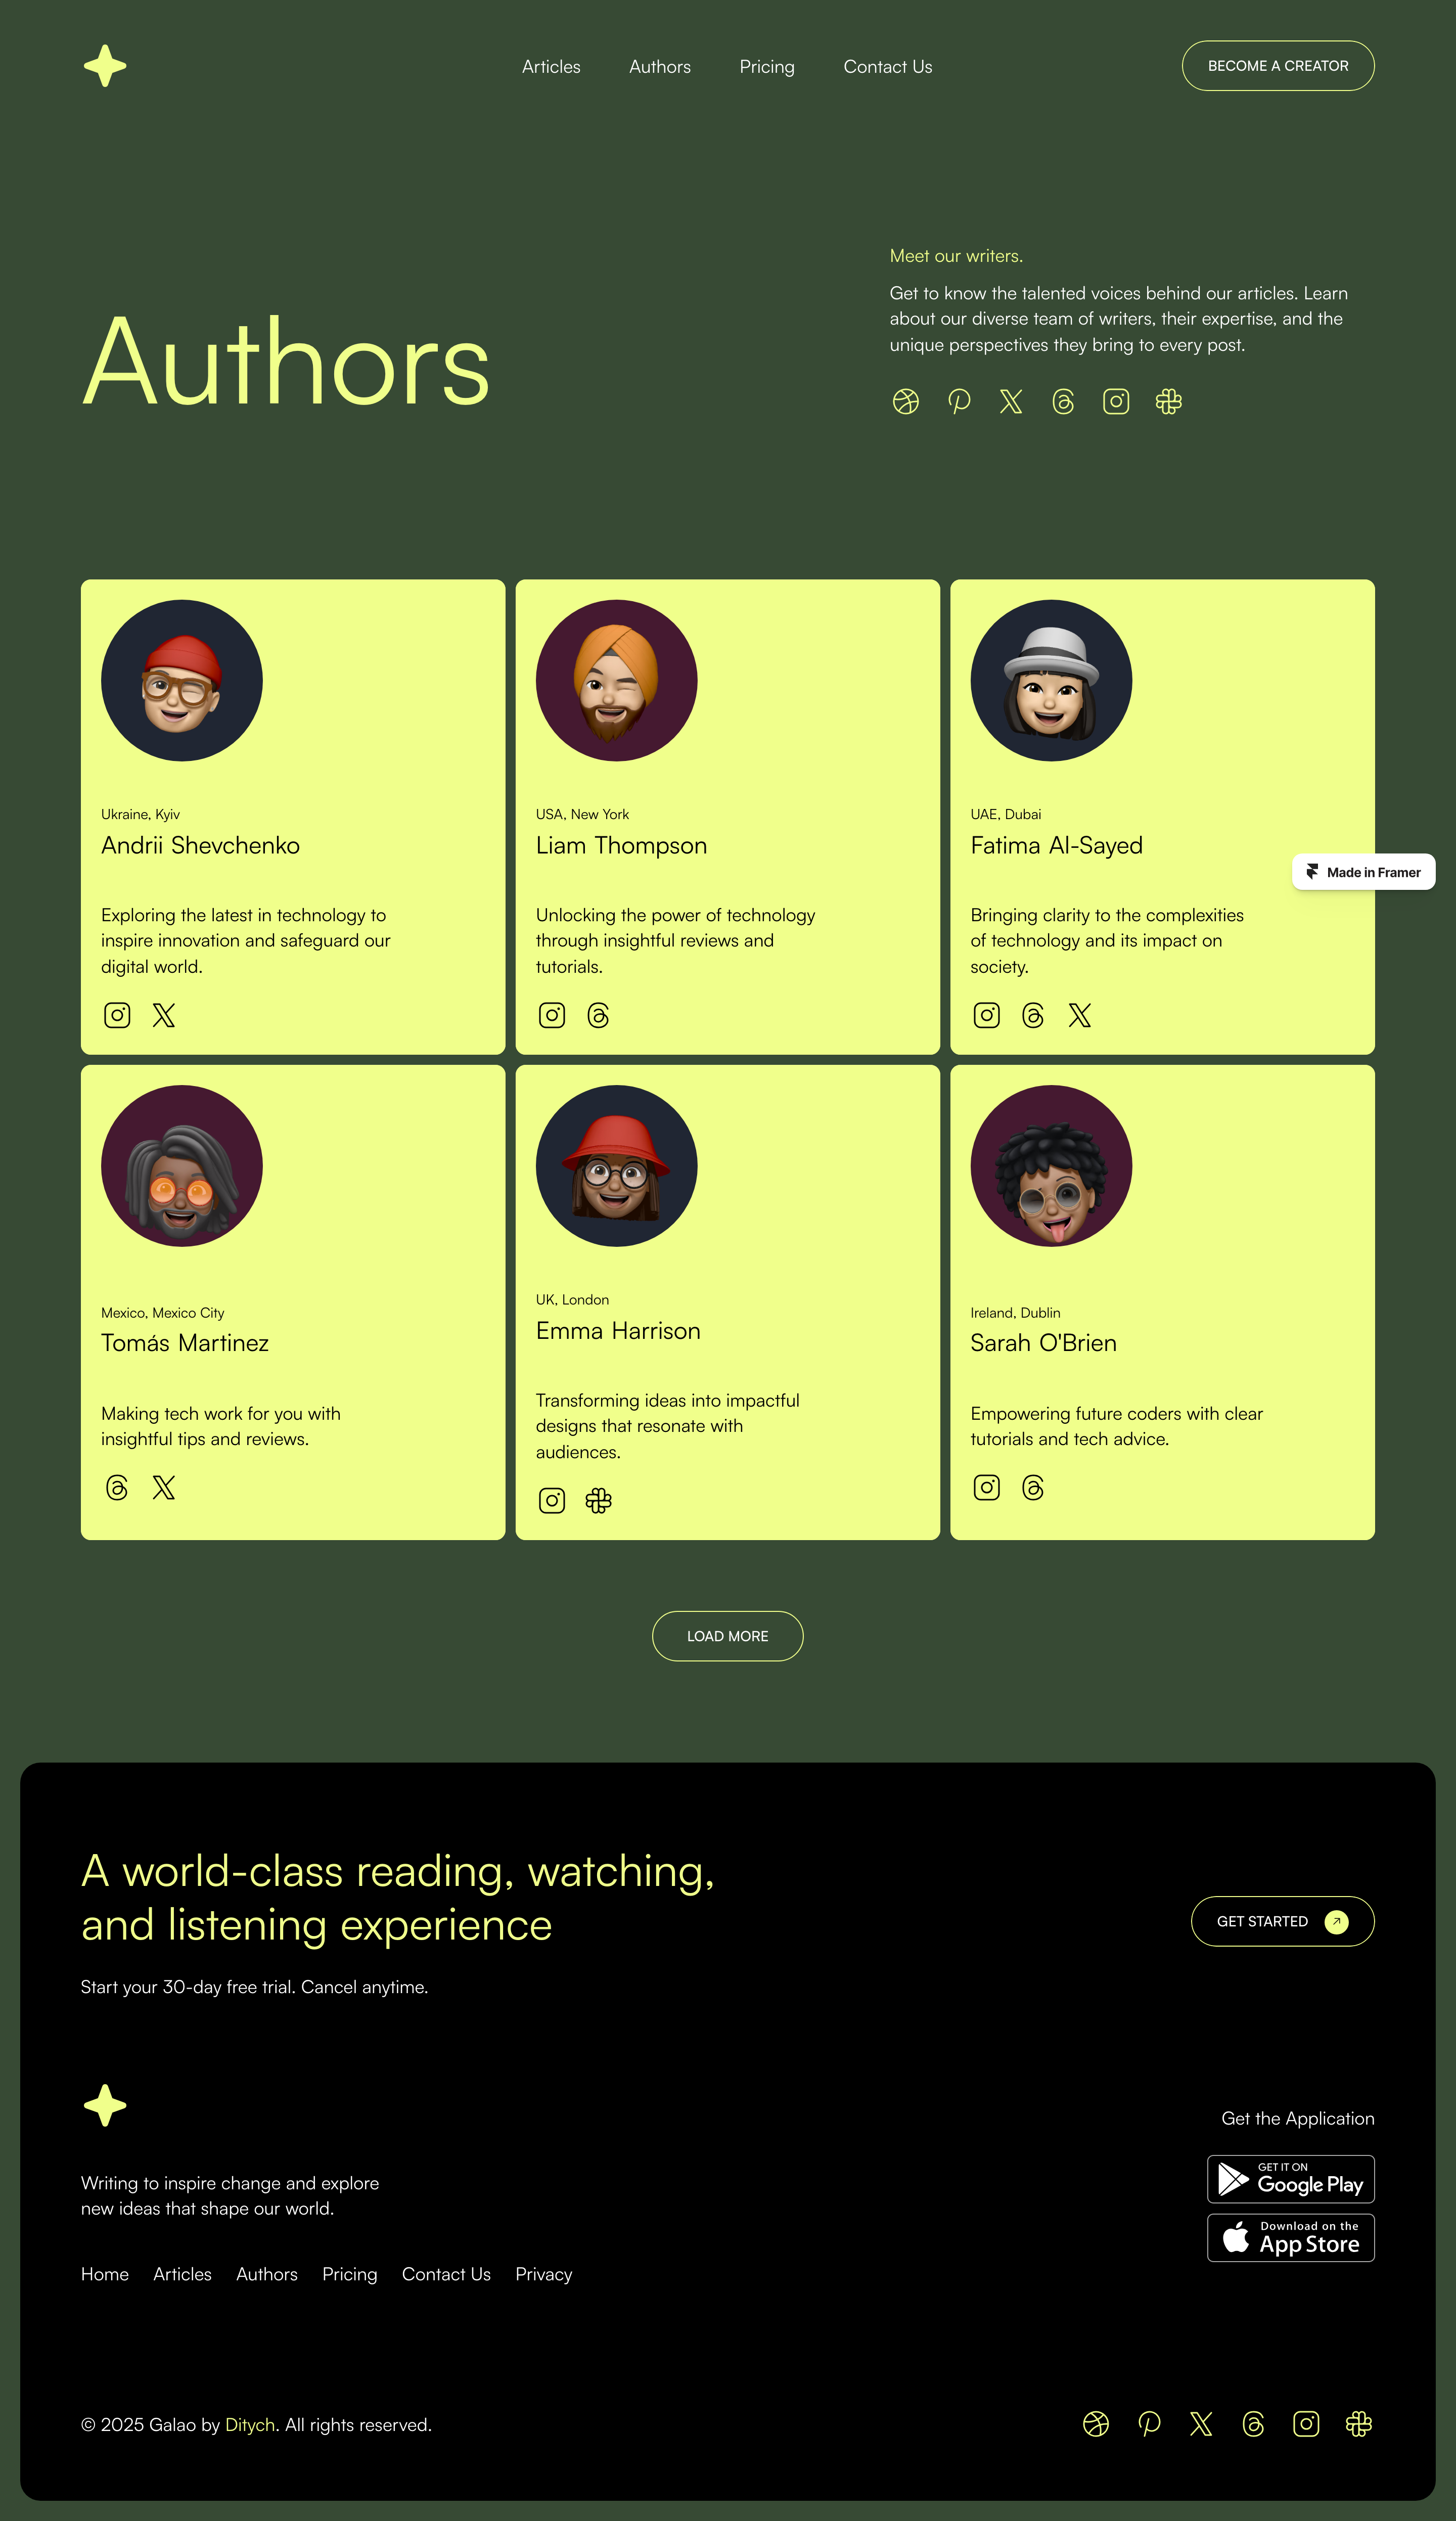 Articles Authors Pricing Contact Us BECOME A CREATOR
Meet our writers.
Get to know the talented voices behind our articles. Learn
about our diverse team of writers, their expertise, and the
unique perspectives they bring to every post.
Authors
Ukraine, Kyiv
Andrii Shevchenko
Exploring the latest in technology to
inspire innovation and safeguard our
digital world.
USA, New York
Liam Thompson
Unlocking the power of technology
through insightful reviews and
tutorials.
UAE, Dubai
Fatima Al-Sayed
Bringing clarity to the complexities
of technology and its impact on
society.
Made in Framer
Mexico, Mexico City
Tomás Martinez
Making tech work for you with
insightful tips and reviews.
UK, London
Emma Harrison
Transforming ideas into impactful
designs that resonate with
audiences.
Ireland, Dublin
Sarah O'Brien
Empowering future coders with clear
tutorials and tech advice.
LOAD MORE
A world-class reading, watching,
and listening experience
Start your 30-day free trial. Cancel anytime.
GET STARTED
Writing to inspire change and explore
new ideas that shape our world.
Home Articles Authors Pricing Contact Us Privacy
Get the Application
GET IT ON
Google Play
Download on the
App Store
© 2025 Galao by Ditych. All rights reserved.